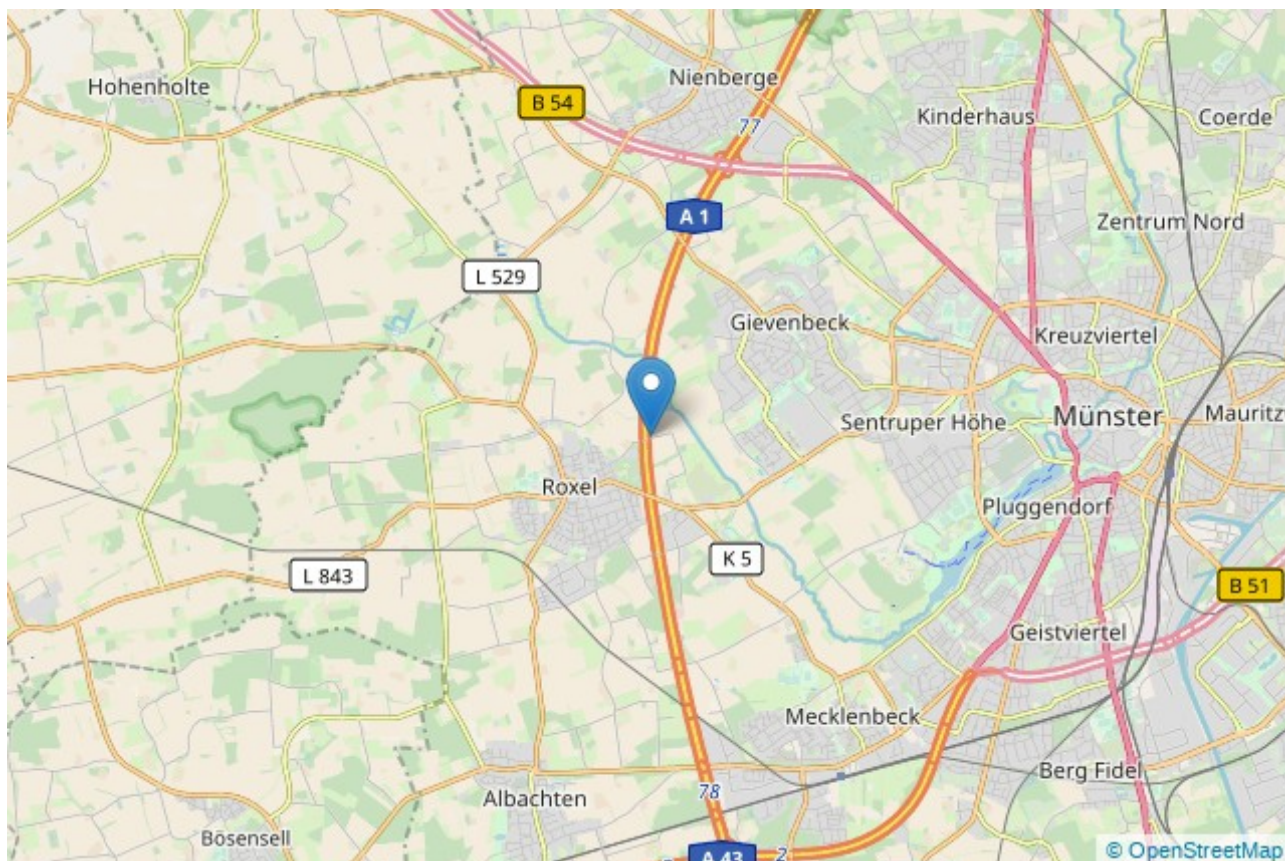 Hohenholte
Nienberge
B 54
77
Kinderhaus
Coerde
A 1
Zentrum Nord
L 529
Gievenbeck
Kreuzviertel
Sentruper Höhe
Münster
Mauritz
Roxel
Pluggendorf
K 5
L 843
B 51
Geistviertel
Mecklenbeck
Berg Fidel
78
Albachten
Bösensell
A 43
2
© OpenStreetMap